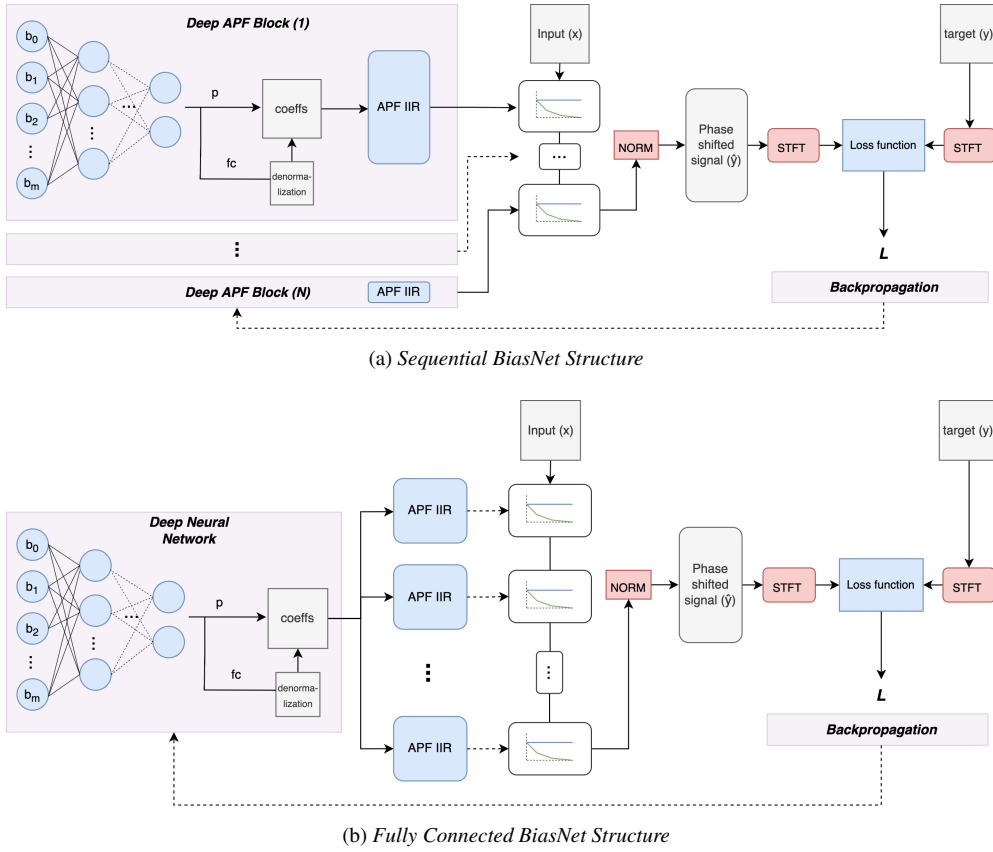 Deep APF Block (1)
b0
b1
b2
⋮
bm
...
⋮
p
fc
coeffs
denorma-
lization
APF IIR
⋮
Deep APF Block (N)
APF IIR
Input (x)
...
NORM
Phase
shifted
signal (ŷ)
STFT
Loss function
target (y)
STFT
L
Backpropagation
(a) Sequential BiasNet Structure
Deep Neural
Network
b0
b1
b2
⋮
bm
...
⋮
p
fc
coeffs
denorma-
lization
APF IIR
APF IIR
⋮
APF IIR
Input (x)
...
NORM
Phase
shifted
signal (ŷ)
STFT
Loss function
target (y)
STFT
L
Backpropagation
(b) Fully Connected BiasNet Structure